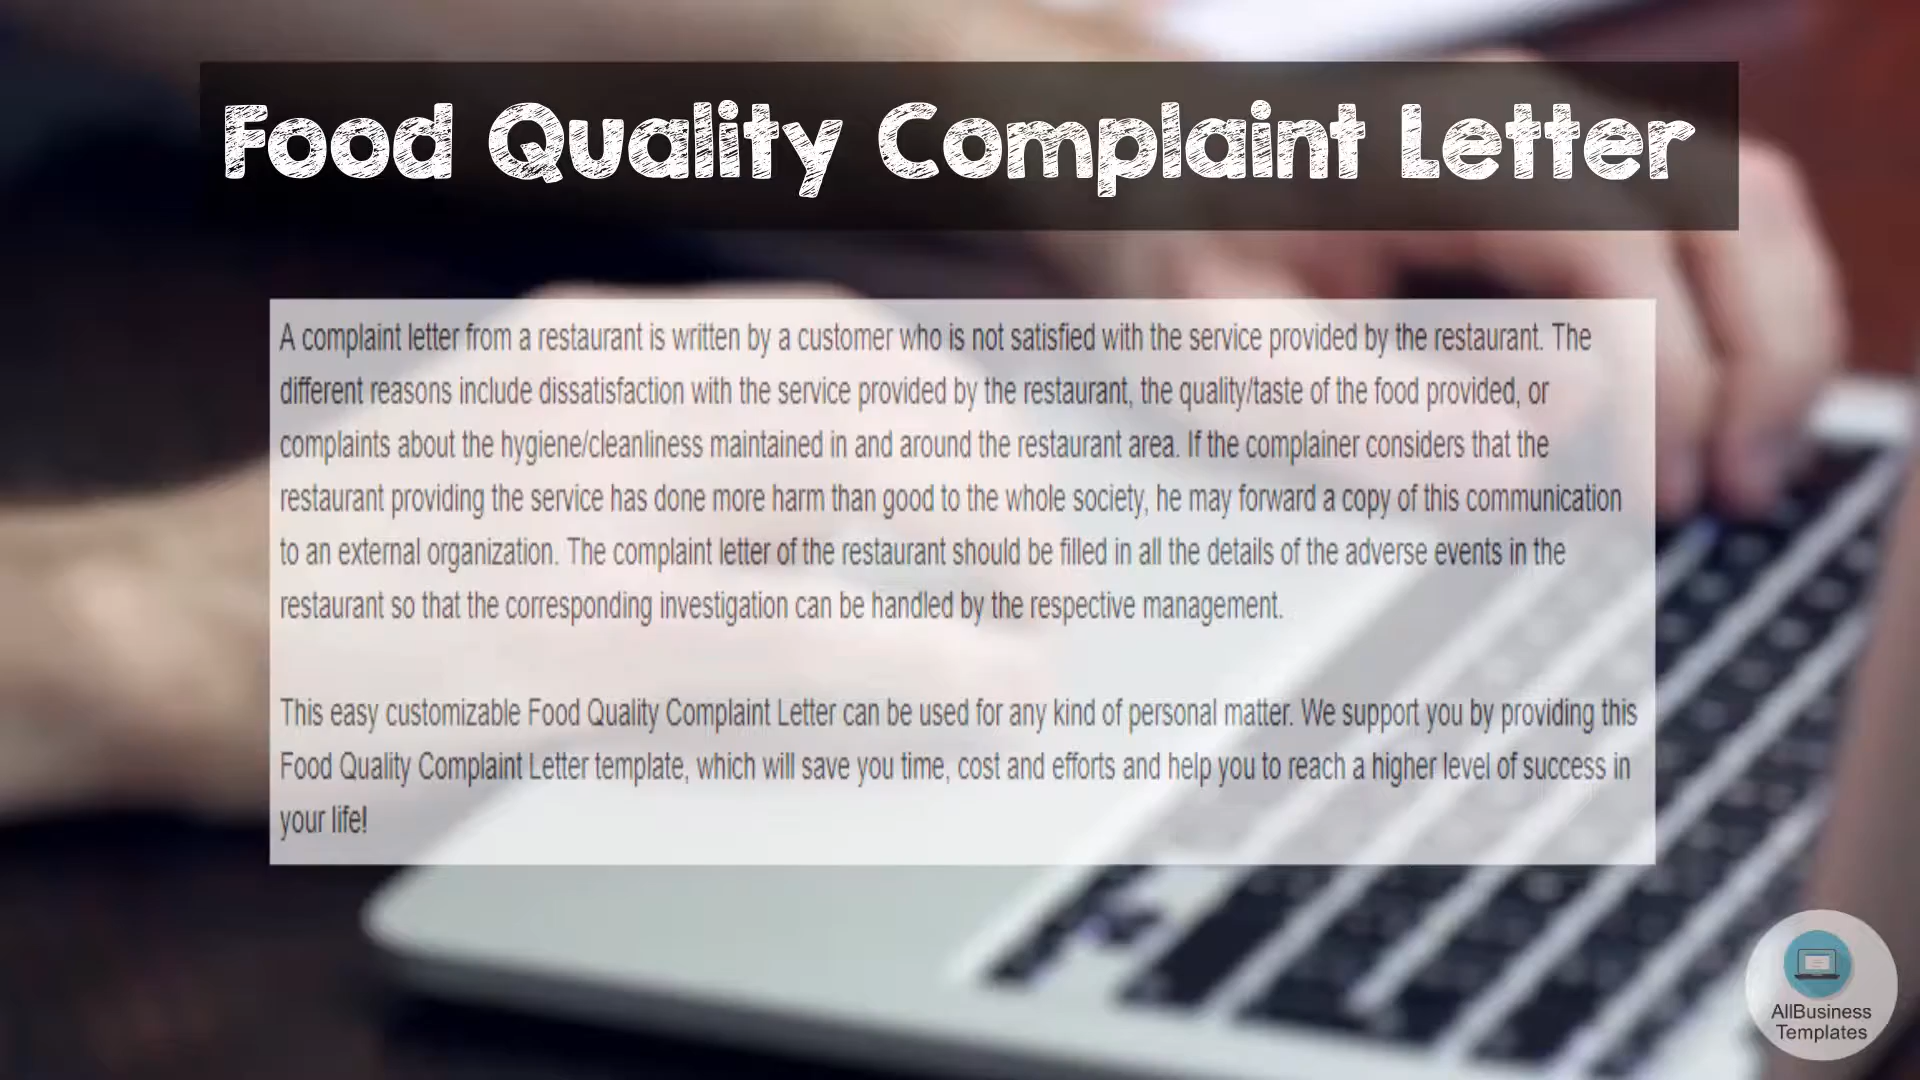 Food Quality Complaint Letter
A complaint letter from a restaurant is written by a customer who is not satisfied with the service provided by the restaurant. The
different reasons include dissatisfaction with the service provided by the restaurant, the quality/taste of the food provided, or
complaints about the hygiene/cleanliness maintained in and around the restaurant area. If the complainer considers that the
restaurant providing the service has done more harm than good to the whole society, he may forward a copy of this communication
to an external organization. The complaint letter of the restaurant should be filled in all the details of the adverse events in the
restaurant so that the corresponding investigation can be handled by the respective management.
This easy customizable Food Quality Complaint Letter can be used for any kind of personal matter. We support you by providing this
Food Quality Complaint Letter template, which will save you time, cost and efforts and help you to reach a higher level of success in
your life!
AllBusiness
Templates